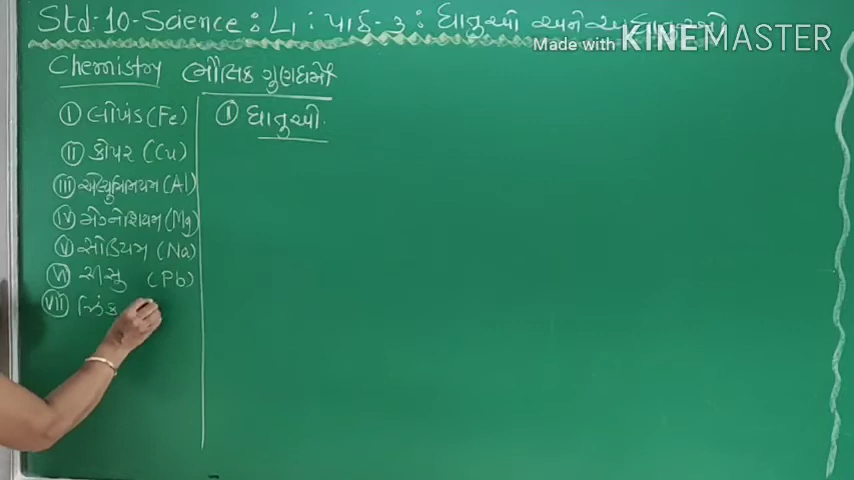 Std:10-Science : L1 : પાઠ-૩ : ધાતુઓ અને અધાતુઓ
Made with KINEMASTER
Chemistry ભૌતિક ગુણધર્મો
(I) લોખંડ (Fe)
(II) કોપર (Cu)
(III) એલ્યુમિનિયમ (Al)
(IV) મેગ્નેશિયમ (Mg)
(V) સોડિયમ (Na)
(VI) સીસુ (Pb)
(VII) ઝિંક
(1) ધાતુઓ.